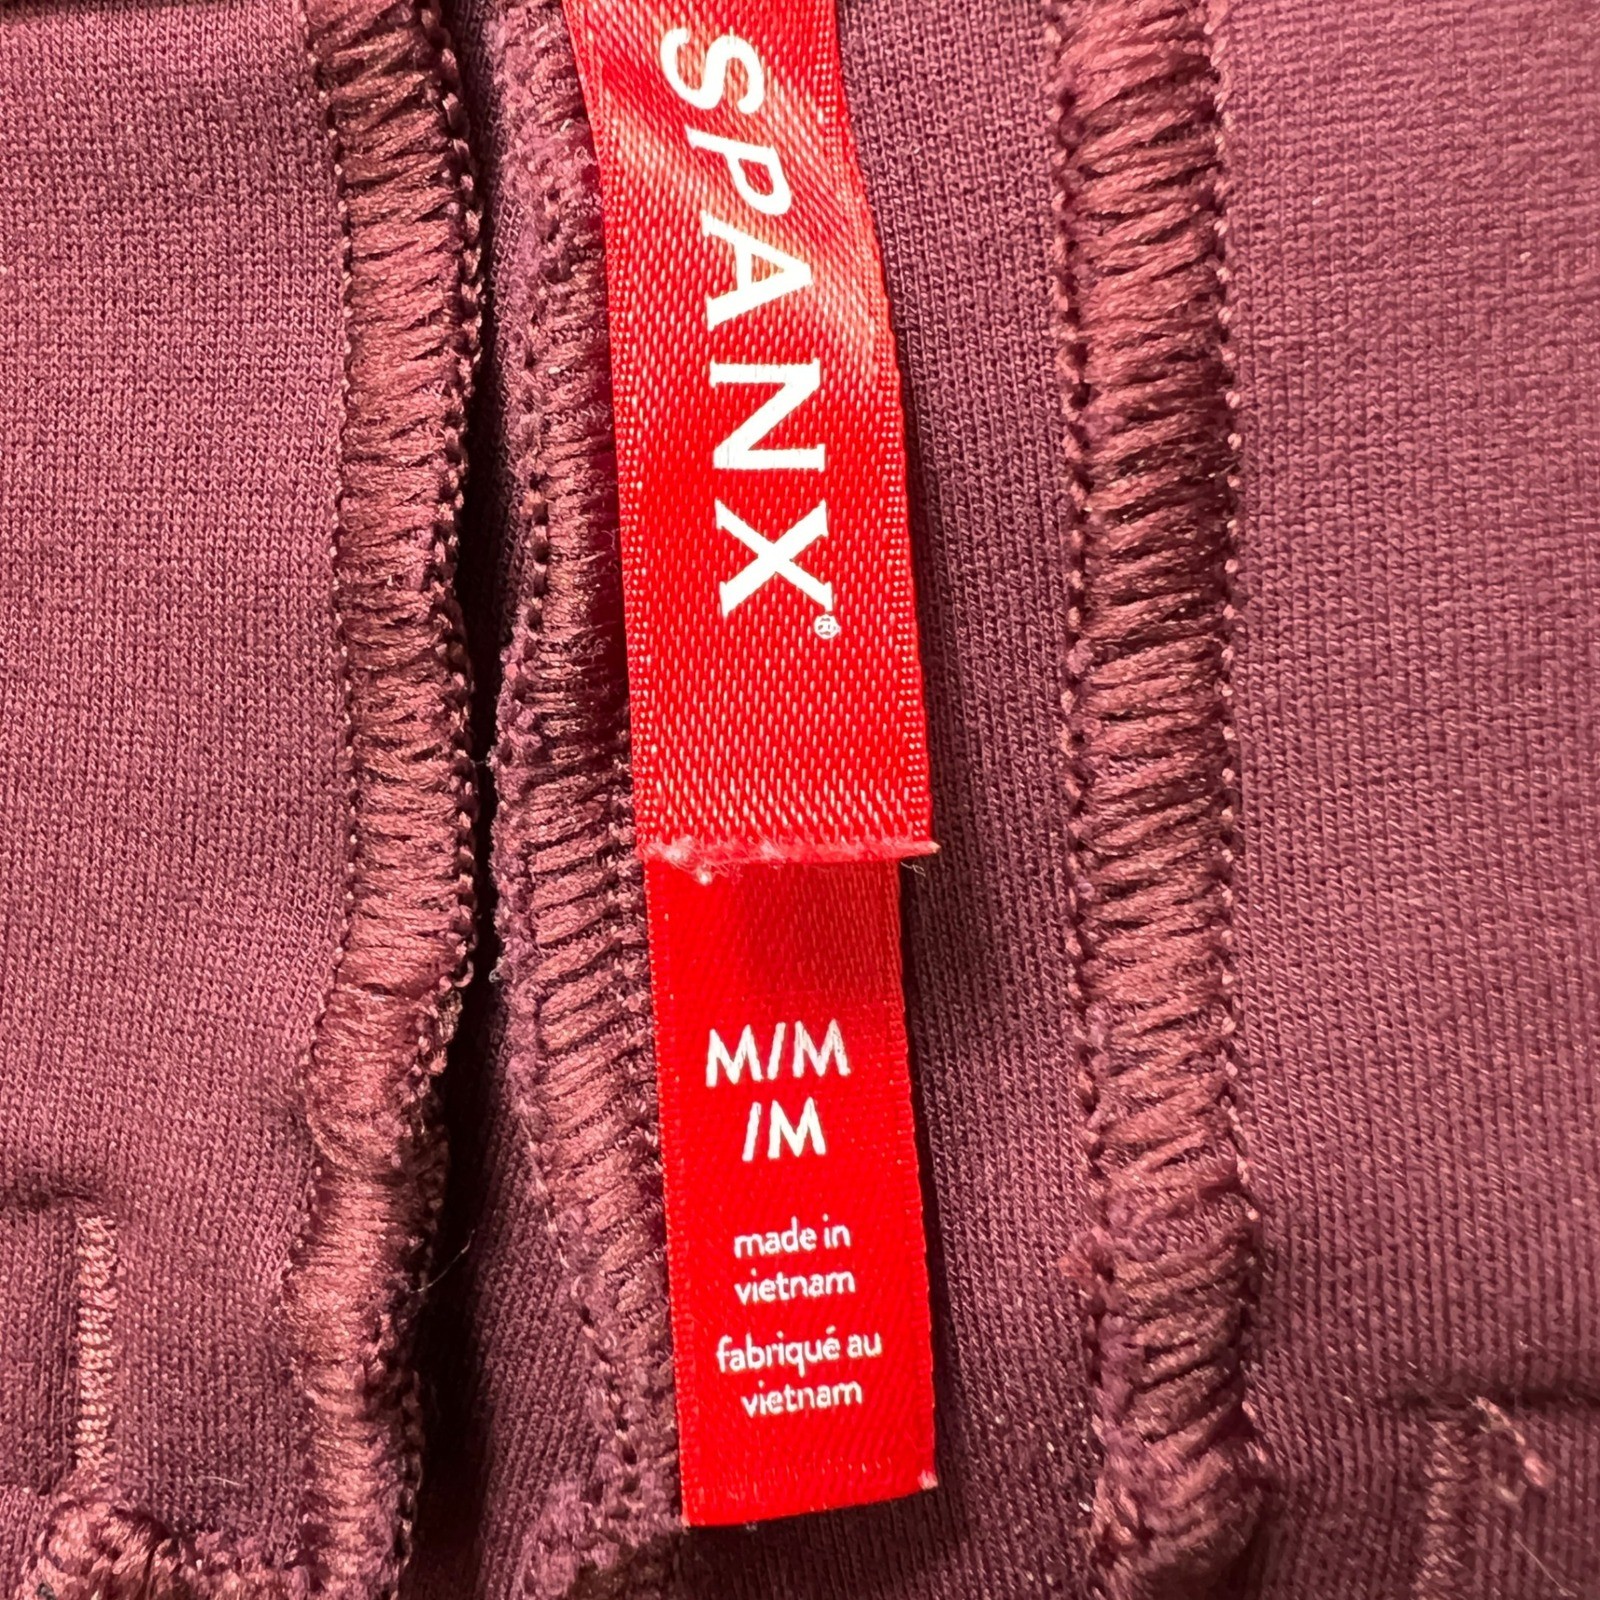 SPANX®
M/M
/M
made in
vietnam
fabriqué au
vietnam